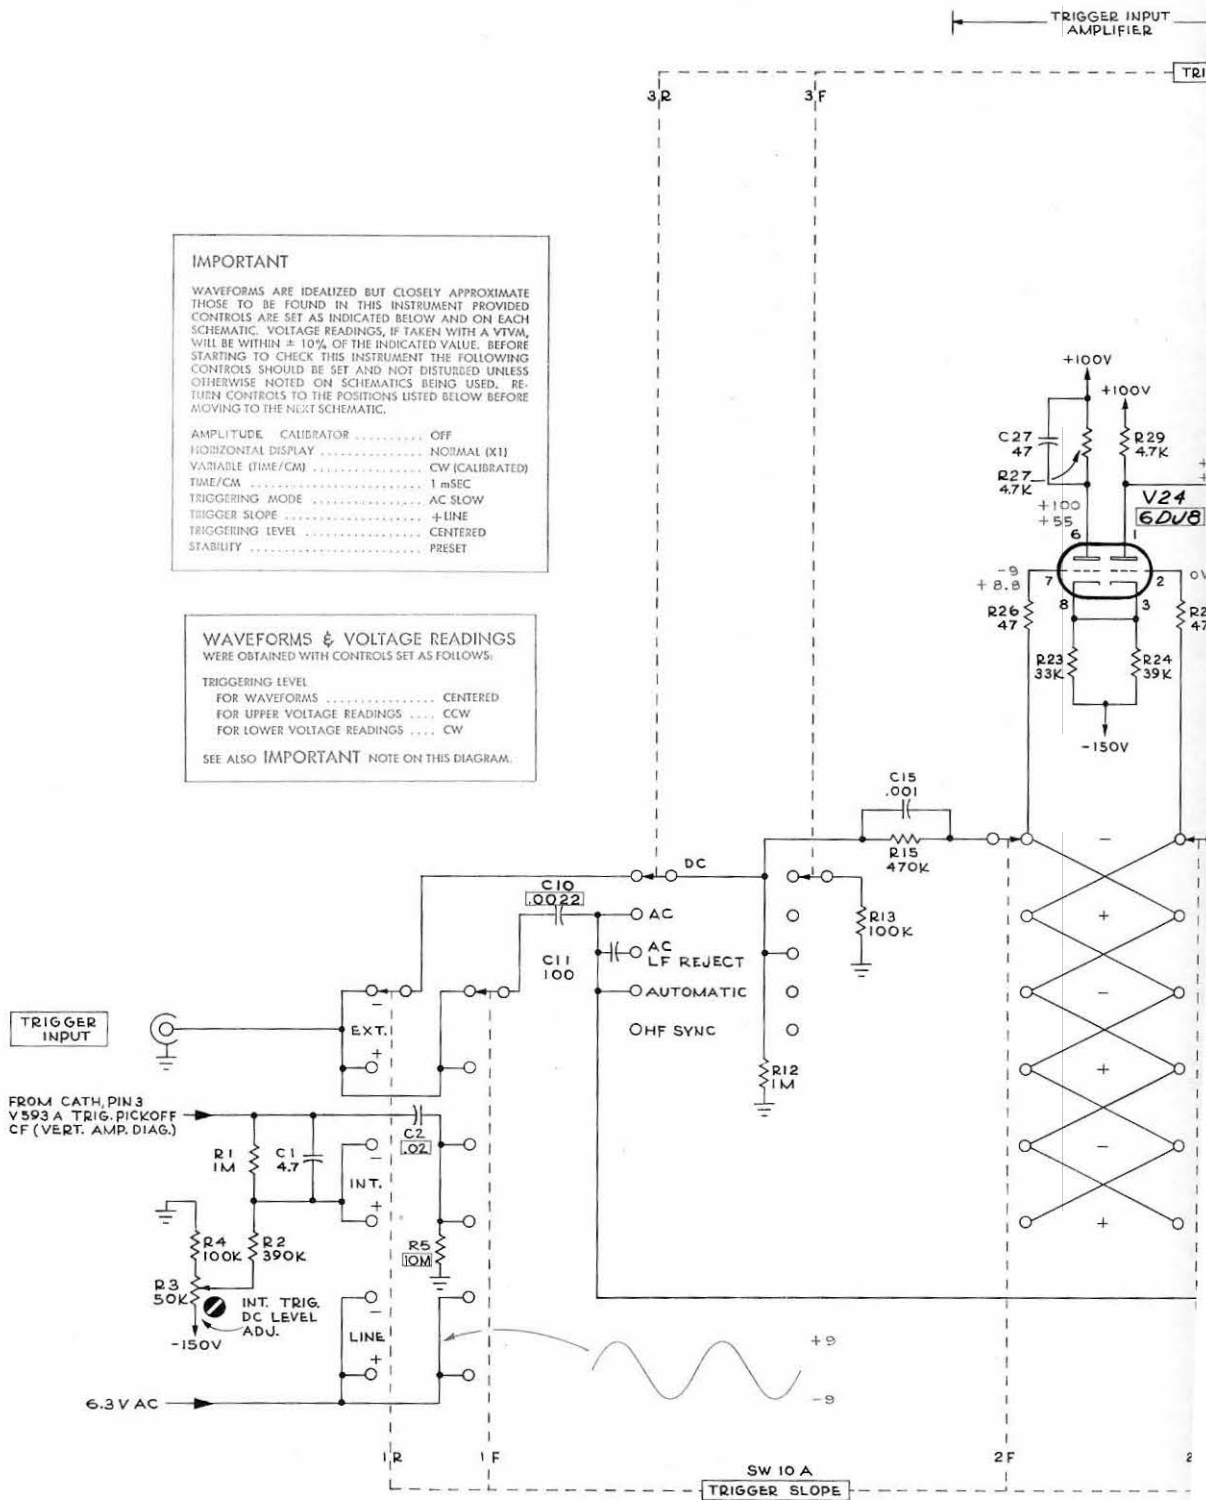 TRIGGER INPUT
AMPLIFIER
TRI
3 R
3 F
IMPORTANT
WAVEFORMS ARE IDEALIZED BUT CLOSELY APPROXIMATE
THOSE TO BE FOUND IN THIS INSTRUMENT PROVIDED
CONTROLS ARE SET AS INDICATED BELOW AND ON EACH
SCHEMATIC. VOLTAGE READINGS, IF TAKEN WITH A VTVM,
WILL BE WITHIN ± 10% OF THE INDICATED VALUE. BEFORE
STARTING TO CHECK THIS INSTRUMENT THE FOLLOWING
CONTROLS SHOULD BE SET AND NOT DISTURBED UNLESS
OTHERWISE NOTED ON SCHEMATICS BEING USED. RE-
TURN CONTROLS TO THE POSITIONS LISTED BELOW BEFORE
MOVING TO THE NEXT SCHEMATIC.
AMPLITUDE CALIBRATOR .......... OFF
HORIZONTAL DISPLAY .............. NORMAL (X1)
VARIABLE (TIME/CM) ............... CW (CALIBRATED)
TIME/CM ........................ 1 mSEC
TRIGGERING MODE .............. AC SLOW
TRIGGER SLOPE .................. +LINE
TRIGGERING LEVEL ............... CENTERED
STABILITY ........................ PRESET
WAVEFORMS & VOLTAGE READINGS
WERE OBTAINED WITH CONTROLS SET AS FOLLOWS:
TRIGGERING LEVEL
FOR WAVEFORMS ............... CENTERED
FOR UPPER VOLTAGE READINGS .... CCW
FOR LOWER VOLTAGE READINGS .... CW
SEE ALSO IMPORTANT NOTE ON THIS DIAGRAM.
+100V
+100V
C27
47
R27
4.7K
R29
4.7K
+100
+55
V24
6DU8
6
1
-9
+8.8
7
2
0V
8
3
R26
47
R2
47
R23
33K
R24
39K
-150V
C15
.001
R15
470K
DC
C10
.0022
AC
C11
100
AC
LF REJECT
AUTOMATIC
HF SYNC
R13
100K
R12
1M
-
+
-
+
-
+
TRIGGER
INPUT
-
EXT.
+
FROM CATH, PIN 3
V593A TRIG. PICKOFF
CF (VERT. AMP. DIAG.)
C2
.02
R1
1M
C1
4.7
-
INT.
+
R4
100K
R2
390K
R5
10M
R3
50K
INT. TRIG.
DC LEVEL
ADJ.
-150V
-
LINE
+
+9
-9
6.3 V AC
1 R
1 F
2 F
2
SW 10 A
TRIGGER SLOPE